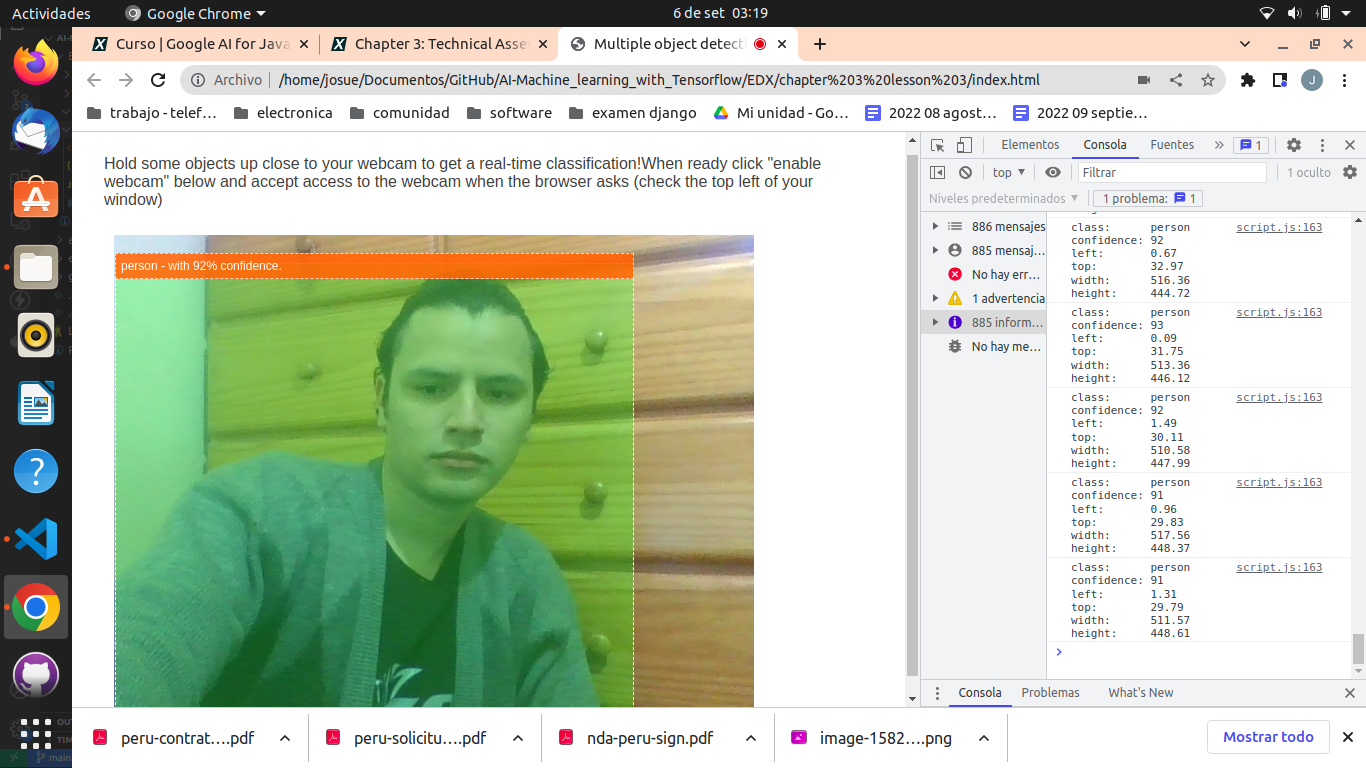 Actividades
Google Chrome
6 de set 03:19
Curso | Google AI for Java
Chapter 3: Technical Asse
Multiple object detect
Archivo
/home/josue/Documentos/GitHub/AI-Machine_learning_with_Tensorflow/EDX/chapter%203%20lesson%203/index.html
J
trabajo - telef…
electronica
comunidad
software
examen django
Mi unidad - Go…
2022 08 agost…
2022 09 septie…
Hold some objects up close to your webcam to get a real-time classification!When ready click "enable
webcam" below and accept access to the webcam when the browser asks (check the top left of your
window)
person - with 92% confidence.
Elementos
Consola
Fuentes
»
1
top
Filtrar
1 oculto
Niveles predeterminados
1 problema: 1
886 mensajes
885 mensaj…
No hay err…
1 advertencia
885 inform…
No hay me…
class: person script.js:163
confidence: 92
left: 0.67
top: 32.97
width: 516.36
height: 444.72
class: person script.js:163
confidence: 93
left: 0.09
top: 31.75
width: 513.36
height: 446.12
class: person script.js:163
confidence: 92
left: 1.49
top: 30.11
width: 510.58
height: 447.99
class: person script.js:163
confidence: 91
left: 0.96
top: 29.83
width: 517.56
height: 448.37
class: person script.js:163
confidence: 91
left: 1.31
top: 29.79
width: 511.57
height: 448.61
>
Consola
Problemas
What's New
peru-contrat….pdf
peru-solicitu….pdf
nda-peru-sign.pdf
image-1582….png
Mostrar todo